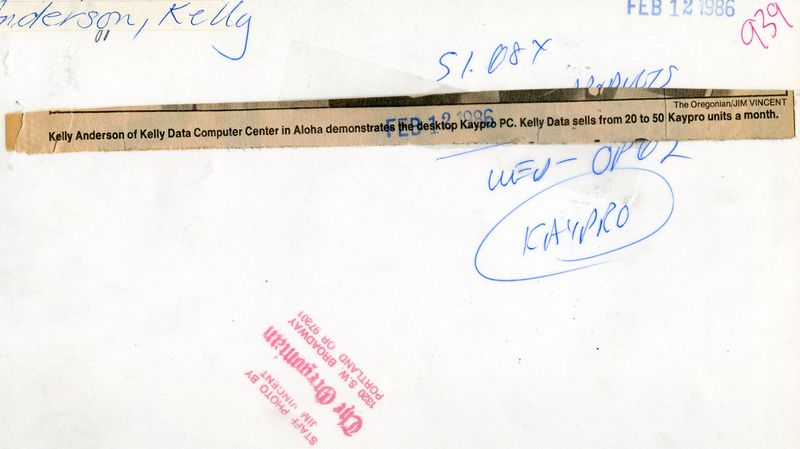 Anderson, Kelly
FEB 12 1986
939
51.08X
The Oregonian/JIM VINCENT
Kelly Anderson of Kelly Data Computer Center in Aloha demonstrates the desktop Kaypro PC. Kelly Data sells from 20 to 50 Kaypro units a month.
FEB 12 1986
KAYPRO
STAFF PHOTO BY
JIM VINCENT
The Oregonian
1320 S.W. BROADWAY
PORTLAND OR 97201